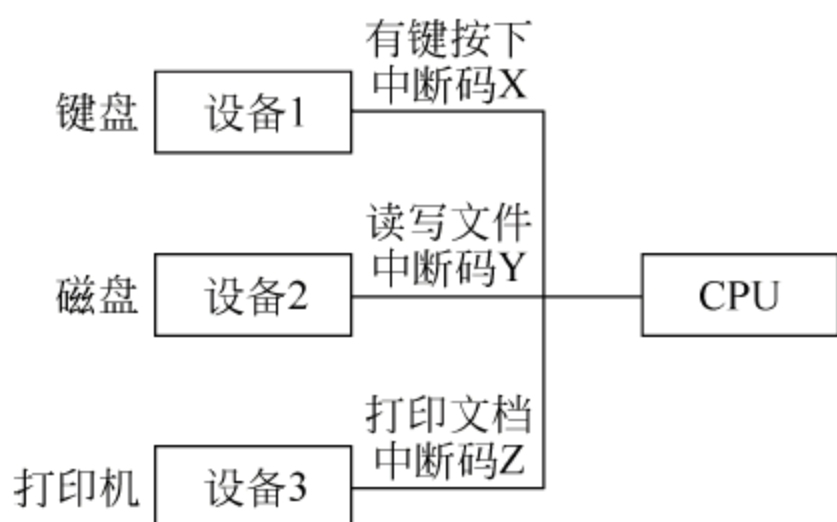 有键按下
中断码X
键盘
设备1
读写文件
中断码Y
磁盘
设备2
CPU
打印文档
中断码Z
打印机
设备3